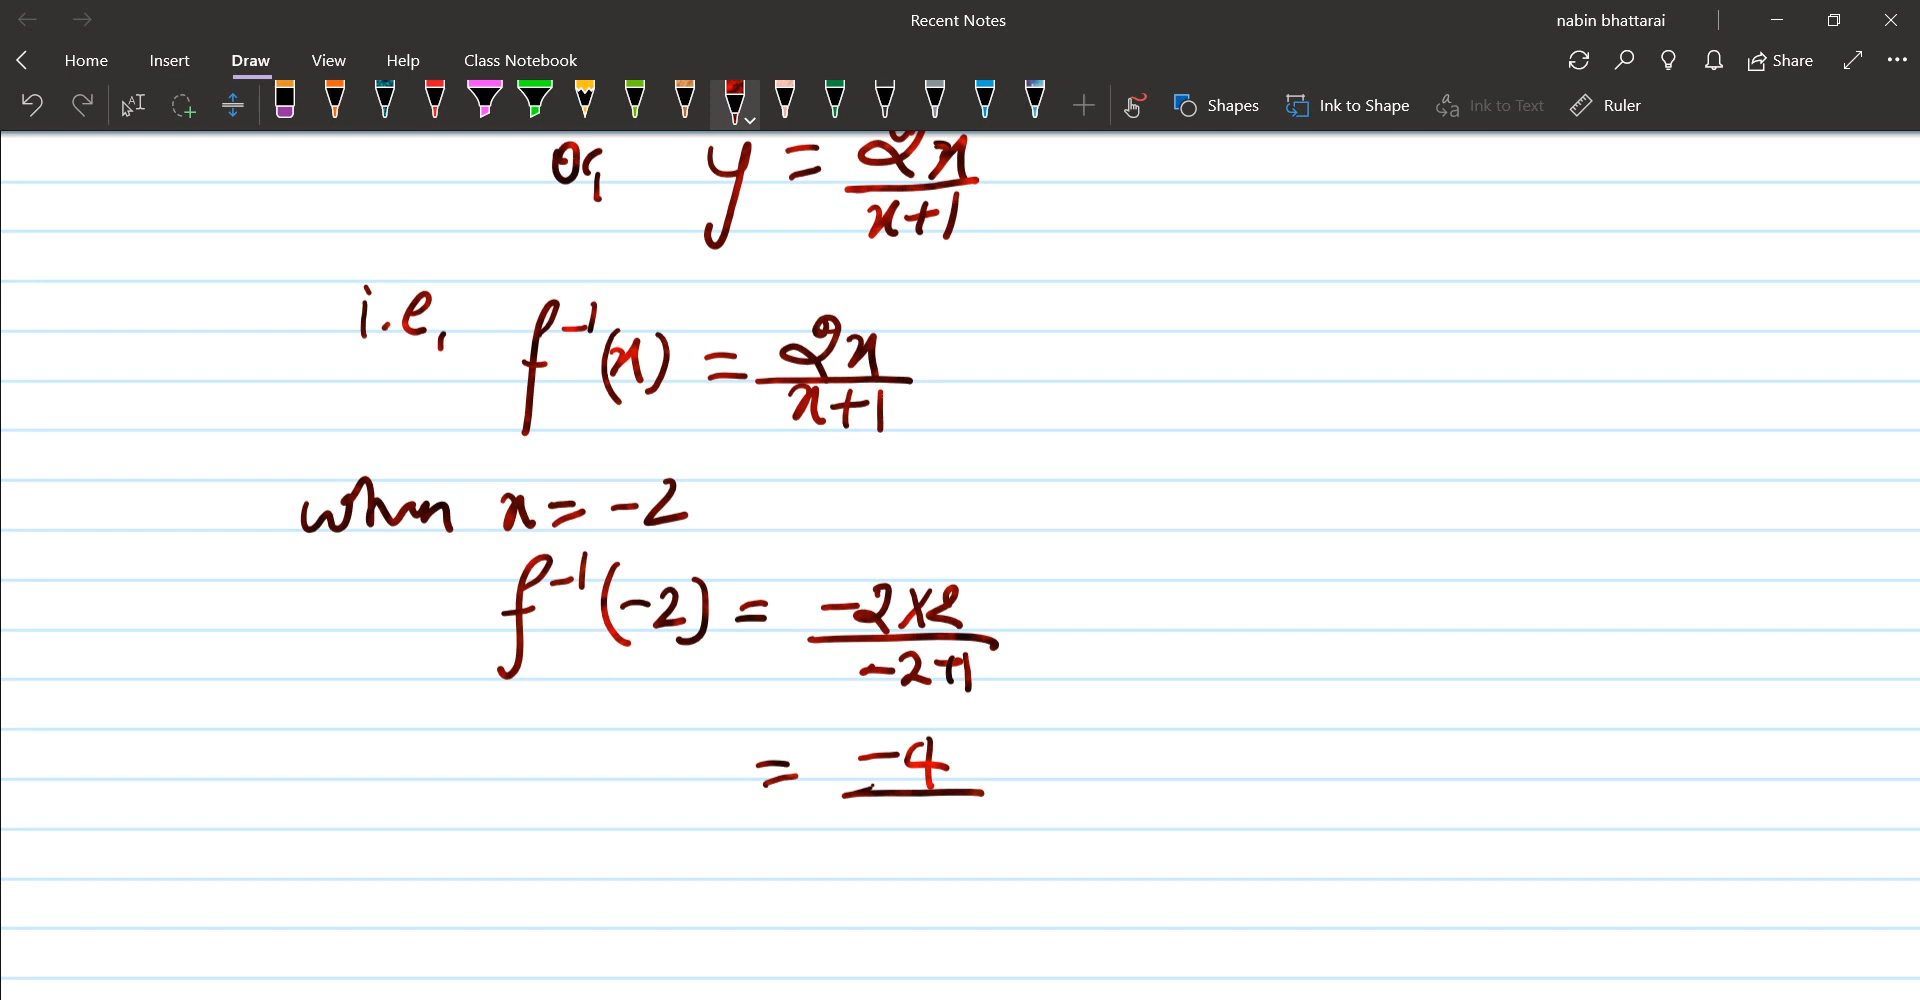 Recent Notes
nabin bhattarai
Home Insert Draw View Help Class Notebook
Share
Shapes Ink to Shape Ink to Text Ruler
or, y = 2x/x+1
i.e, f⁻¹(x) = 2x/x+1
when x = -2
f⁻¹(-2) = -2×2/-2+1
= -4/